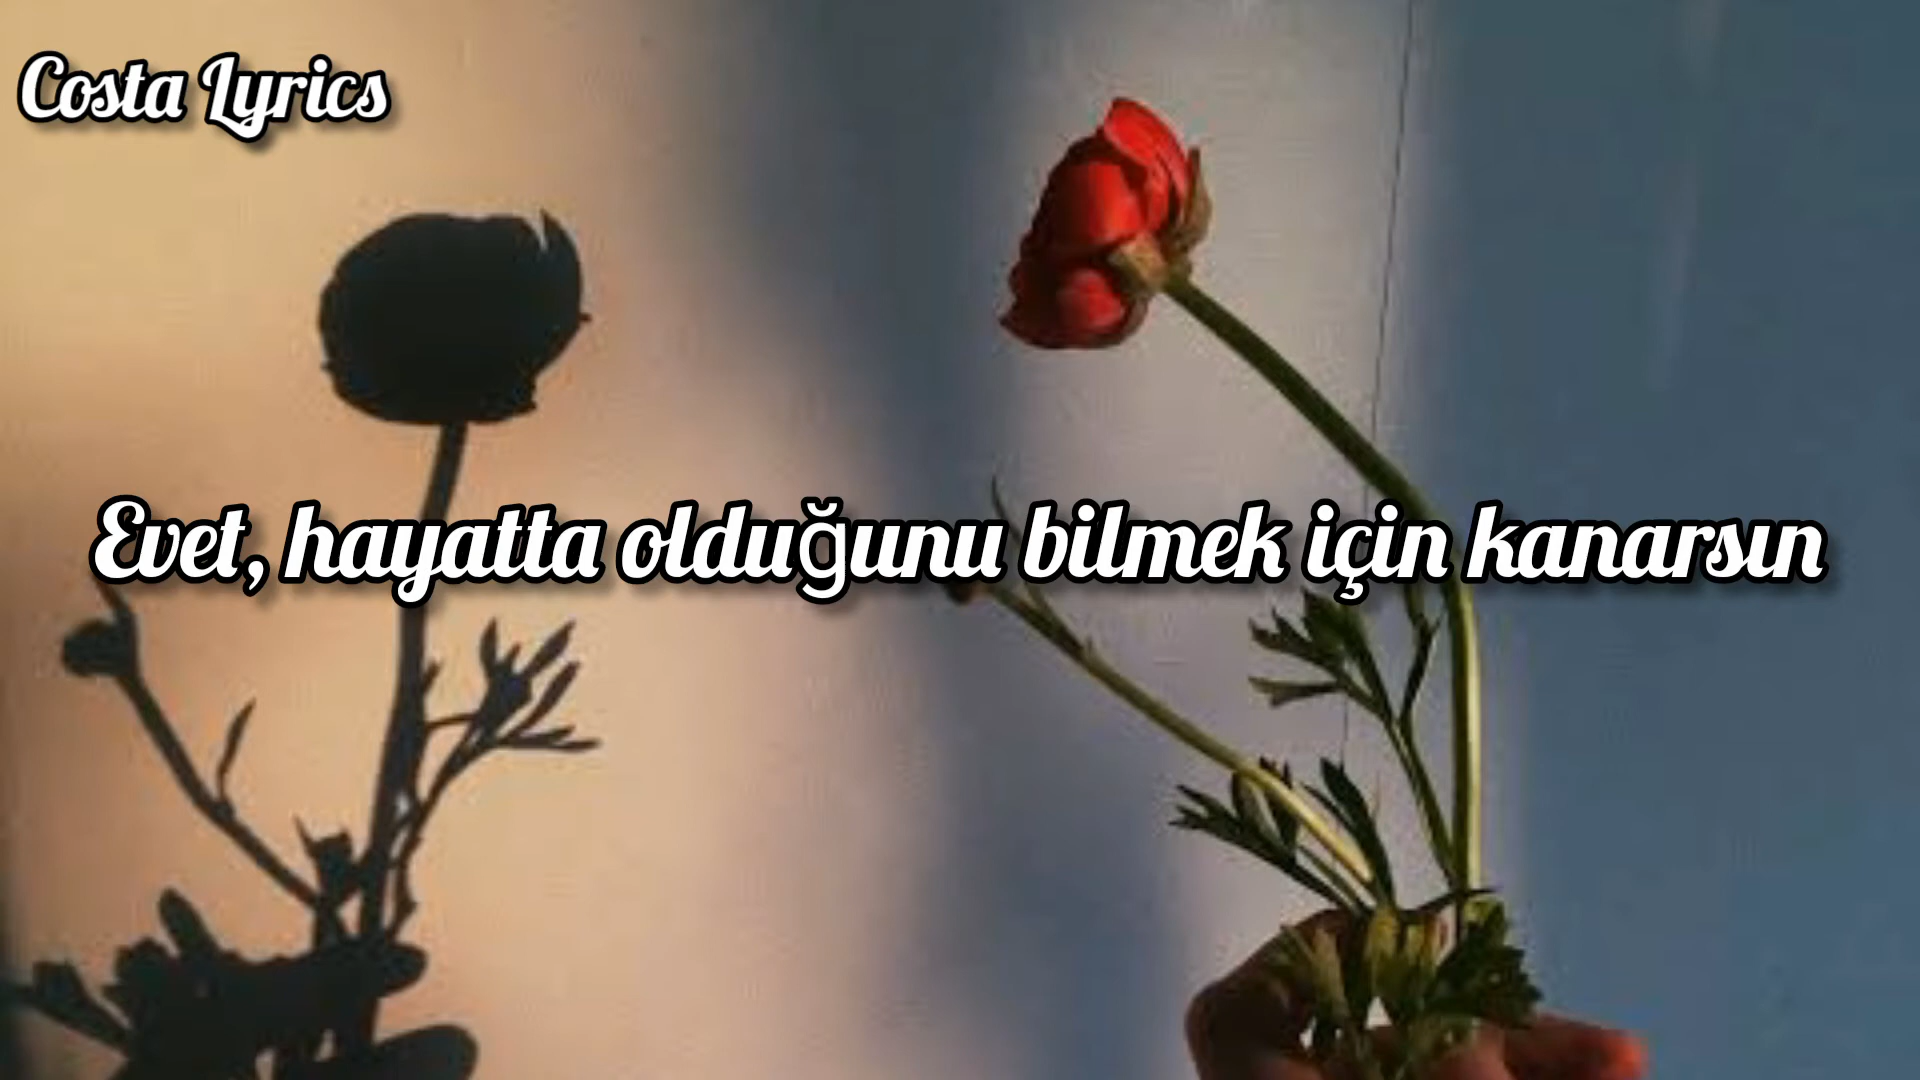 Costa Lyrics
Evet, hayatta olduğunu bilmek için kanarsın